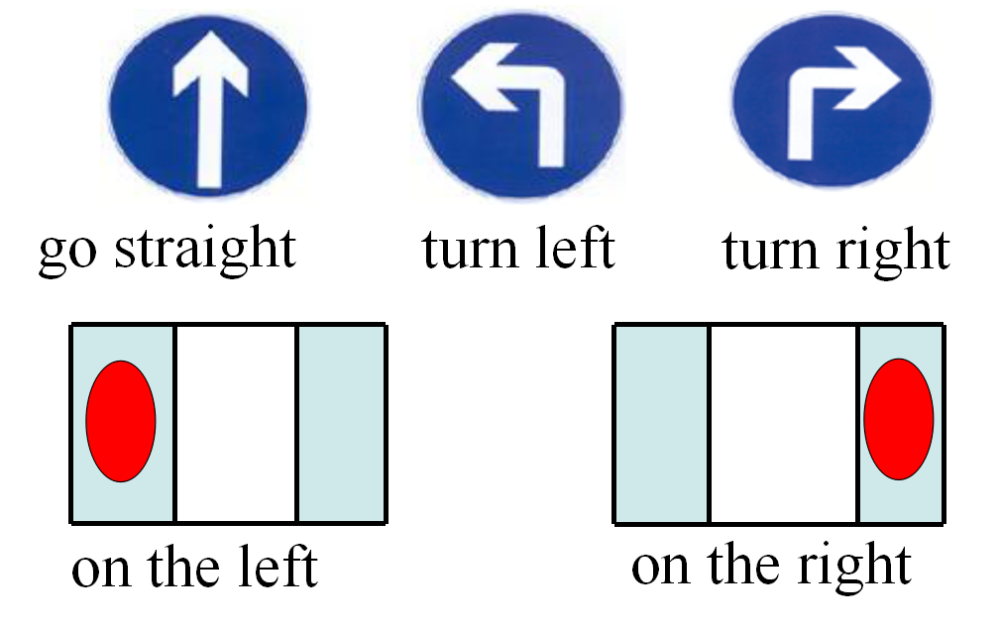 go straight
turn left
turn right
on the left
on the right